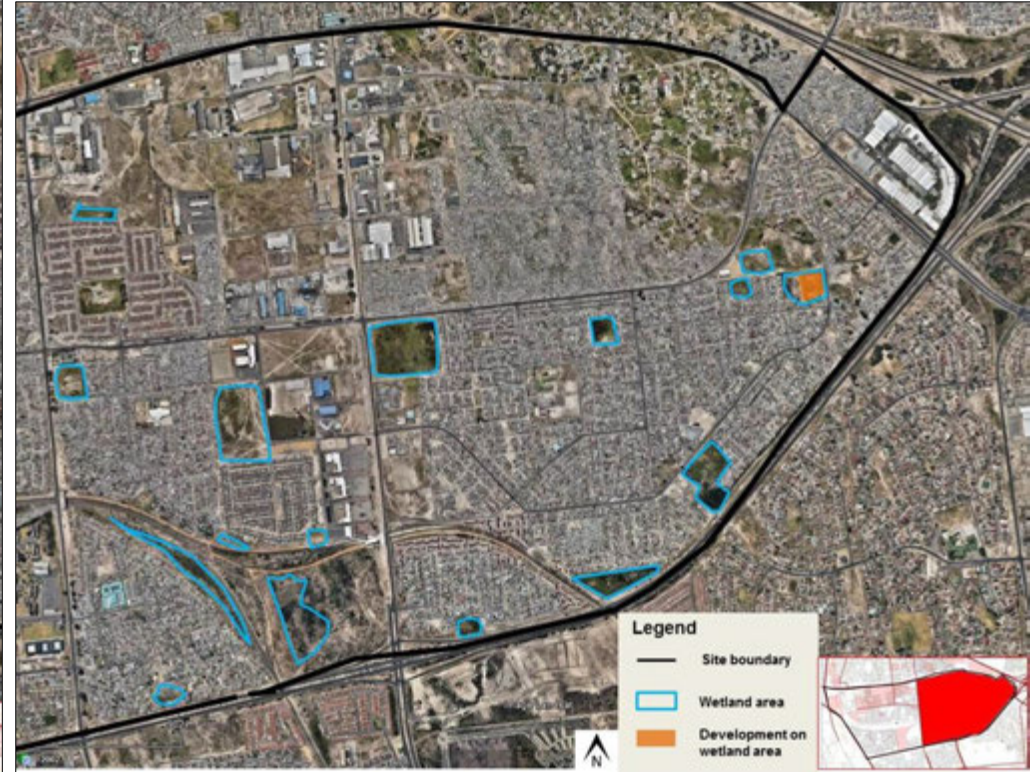 Legend
Site boundary
Wetland area
Development on
wetland area
N